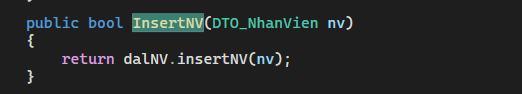 public bool InsertNV(DTO_NhanVien nv)
{
return dalNV.insertNV(nv);
}